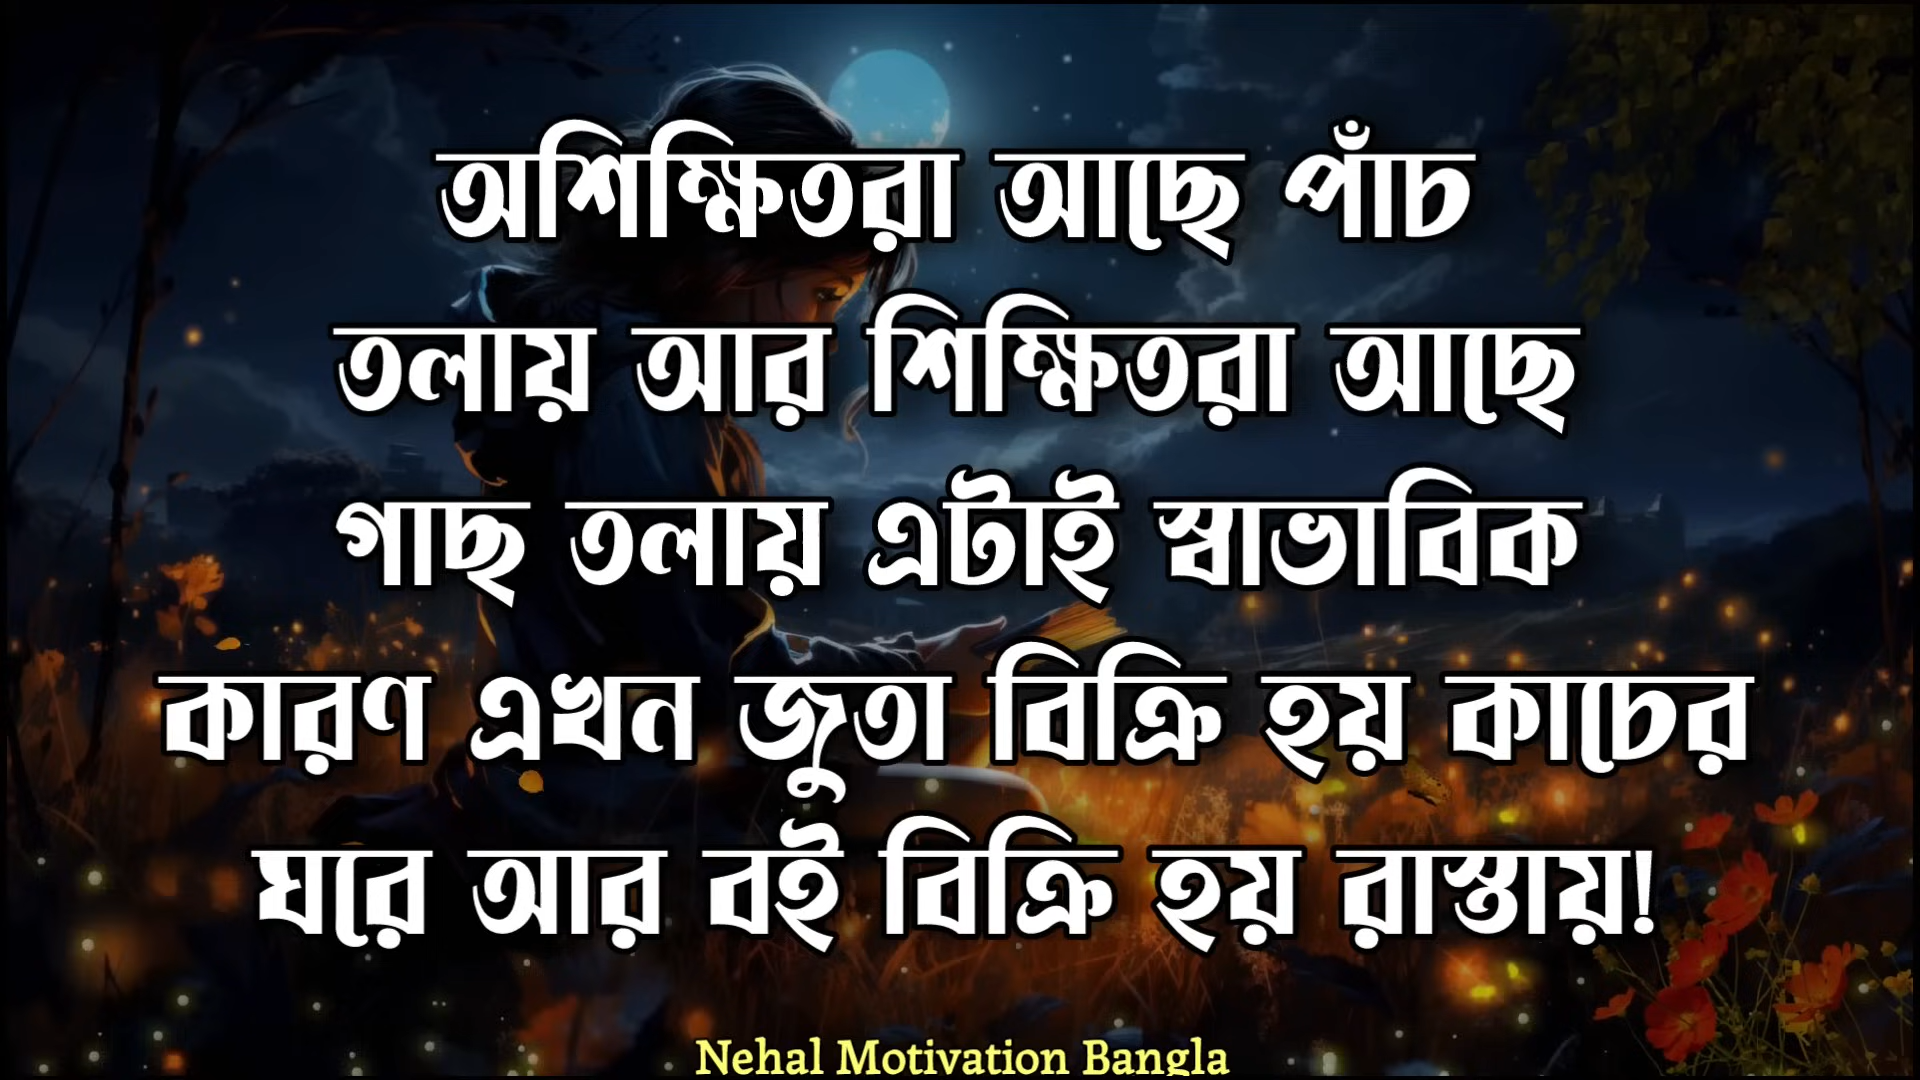 অশিক্ষিতরা আছে পাঁচ
তলায় আর শিক্ষিতরা আছে
গাছ তলায় এটাই স্বাভাবিক
কারণ এখন জুতা বিক্রি হয় কাচের
ঘরে আর বই বিক্রি হয় রাস্তায়!
Nehal Motivation Bangla